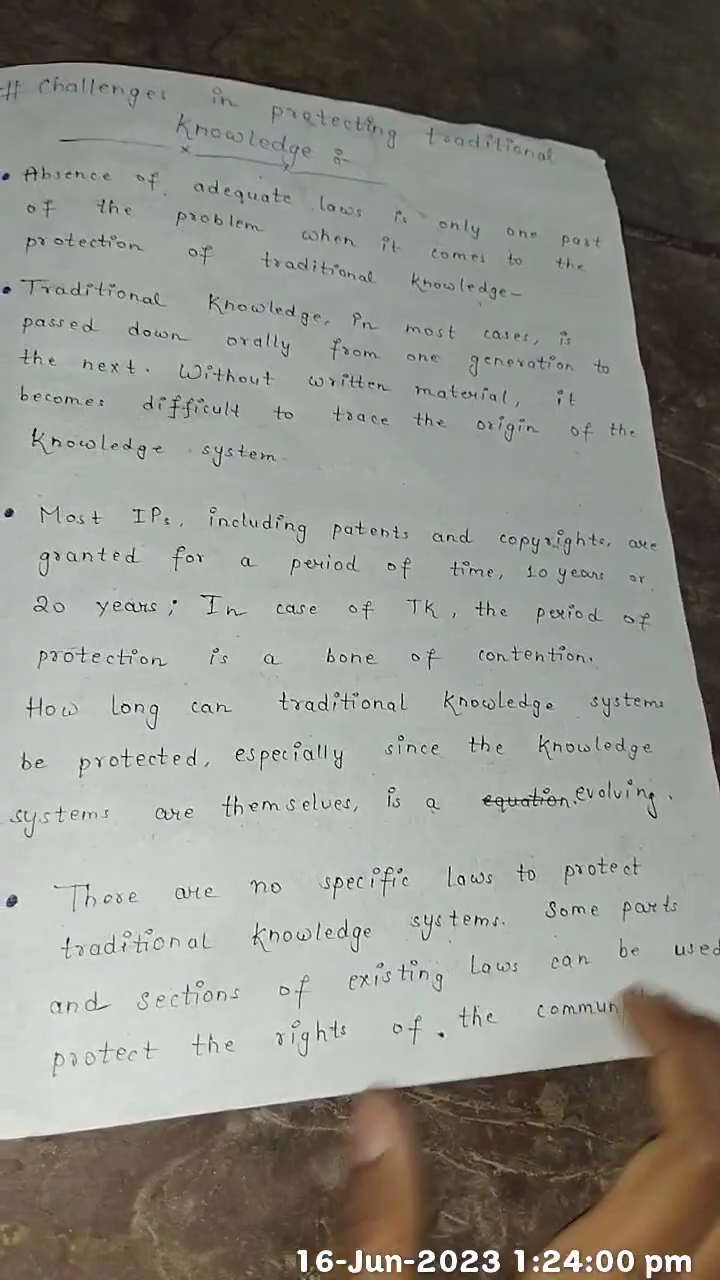 # Challenges in protecting traditional
Knowledge :-
• Absence of adequate laws is only one part
of the problem when it comes to the
protection of traditional knowledge-
• Traditional Knowledge, in most cases, is
passed down orally from one generation to
the next. Without written material, it
becomes difficult to trace the origin of the
Knowledge system.
• Most IPs, including patents and copyrights, are
granted for a period of time, 10 years or
20 years; In case of TK, the period of
protection is a bone of contention.
How long can traditional knowledge systems
be protected, especially since the knowledge
systems are themselves, is a equation evolving.
• There are no specific laws to protect
traditional knowledge systems. Some parts
and sections of existing laws can be used
protect the rights of the
16-Jun-2023 1:24:00 pm